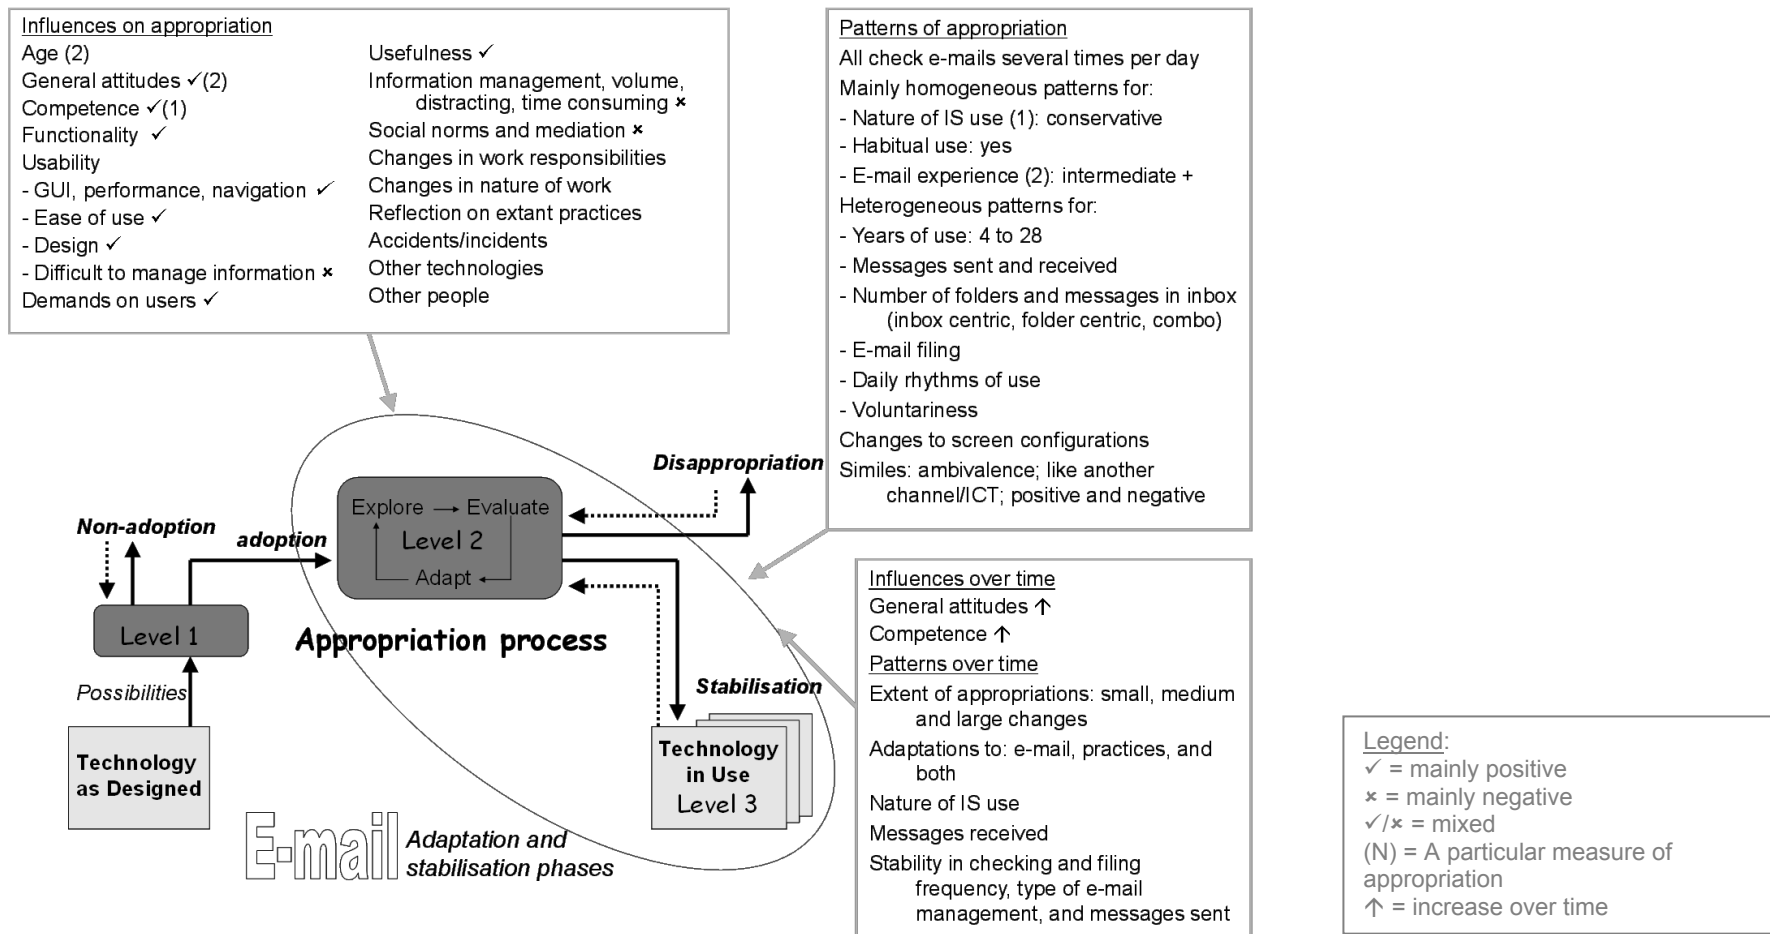 Influences on appropriation
Age (2)
General attitudes ✓(2)
Competence ✓(1)
Functionality ✓
Usability
- GUI, performance, navigation ✓
- Ease of use ✓
- Design ✓
- Difficult to manage information ×
Demands on users ✓
Usefulness ✓
Information management, volume,
distracting, time consuming ×
Social norms and mediation ×
Changes in work responsibilities
Changes in nature of work
Reflection on extant practices
Accidents/incidents
Other technologies
Other people
Patterns of appropriation
All check e-mails several times per day
Mainly homogeneous patterns for:
- Nature of IS use (1): conservative
- Habitual use: yes
- E-mail experience (2): intermediate +
Heterogeneous patterns for:
- Years of use: 4 to 28
- Messages sent and received
- Number of folders and messages in inbox
(inbox centric, folder centric, combo)
- E-mail filing
- Daily rhythms of use
- Voluntariness
Changes to screen configurations
Similes: ambivalence; like another
channel/ICT; positive and negative
Disappropriation
Explore
Evaluate
Level 2
Adapt
Non-adoption
adoption
Level 1
Appropriation process
Possibilities
Technology
as Designed
Stabilisation
Technology
in Use
Level 3
E-mail
Adaptation and
stabilisation phases
Influences over time
General attitudes ↑
Competence ↑
Patterns over time
Extent of appropriations: small, medium
and large changes
Adaptations to: e-mail, practices, and
both
Nature of IS use
Messages received
Stability in checking and filing
frequency, type of e-mail
management, and messages sent
Legend:
✓ = mainly positive
× = mainly negative
✓/× = mixed
(N) = A particular measure of
appropriation
↑ = increase over time